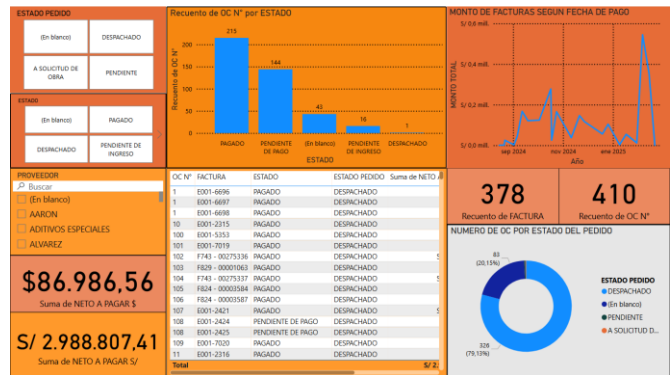 ESTADO PEDIDO
(En blanco)
DESPACHADO
A SOLICITUD DE OBRA
PENDIENTE
ESTADO
(En blanco)
PAGADO
DESPACHADO
PENDIENTE DE INGRESO
PROVEEDOR
Buscar
(En blanco)
AARON
ADITIVOS ESPECIALES
ALVAREZ
$86.986,56
Suma de NETO A PAGAR $
S/ 2.988.807,41
Suma de NETO A PAGAR S/
Recuento de OC N° por ESTADO
Recuento de OC N°
200
150
100
50
0
215
144
43
16
1
PAGADO
PENDIENTE DE PAGO
(En blanco)
PENDIENTE DE INGRESO
DESPACHADO
ESTADO
OC N° FACTURA ESTADO ESTADO PEDIDO Suma de NETO
1 E001-6696 PAGADO DESPACHADO
1 E001-6697 PAGADO DESPACHADO
1 E001-6698 PAGADO DESPACHADO
10 E001-2315 PAGADO DESPACHADO
100 E001-5353 PAGADO DESPACHADO
101 E001-7019 PAGADO DESPACHADO
102 F743 - 00275336 PAGADO DESPACHADO S
103 F829 - 00001063 PAGADO DESPACHADO
104 F743 - 00275337 PAGADO DESPACHADO S
105 F824 - 00003584 PAGADO DESPACHADO
106 F824 - 00003587 PAGADO DESPACHADO
107 E001-2421 PAGADO DESPACHADO S
108 E001-2424 PENDIENTE DE PAGO DESPACHADO
108 E001-2425 PENDIENTE DE PAGO DESPACHADO
109 E001-7020 PAGADO DESPACHADO
11 E001-2316 PAGADO DESPACHADO
Total S/ 2.
MONTO DE FACTURAS SEGUN FECHA DE PAGO
MONTO TOTAL
S/ 0,6 mill.
S/ 0,4 mill.
S/ 0,2 mill.
S/ 0,0 mill.
sep 2024
nov 2024
ene 2025
Año
378
Recuento de FACTURA
410
Recuento de OC N°
NUMERO DE OC POR ESTADO DEL PEDIDO
83
(20,15%)
326
(79,13%)
ESTADO PEDIDO
DESPACHADO
(En blanco)
PENDIENTE
A SOLICITUD D...